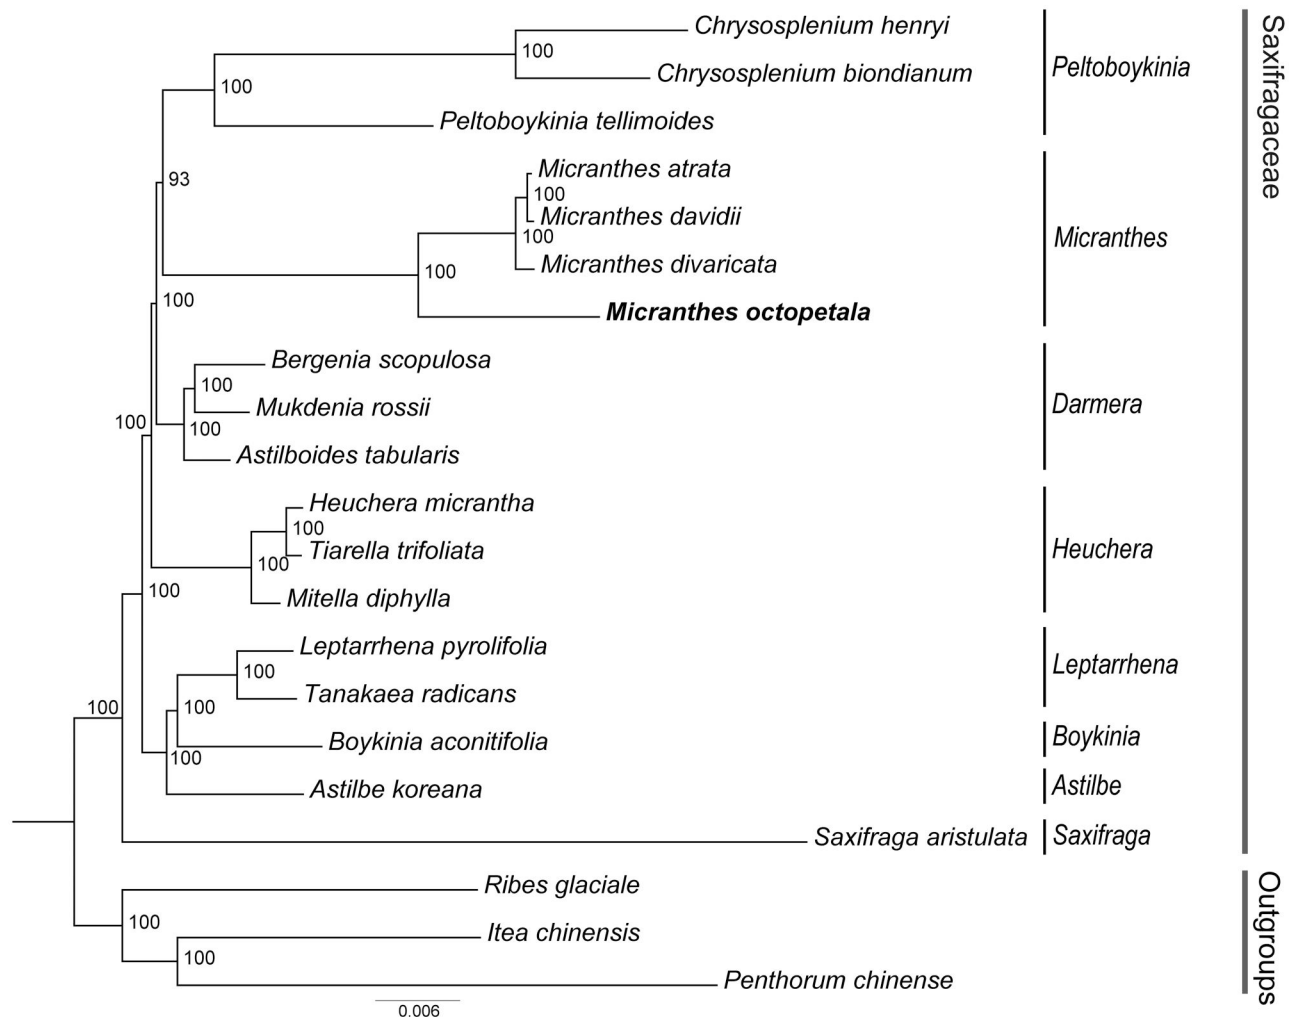 Chrysosplenium henryi
100
Chrysosplenium biondianum
Peltoboykinia
100
Peltoboykinia tellimoides
Micranthes atrata
93
100
Micranthes davidii
100
Micranthes
Micranthes divaricata
100
100
Micranthes octopetala
Bergenia scopulosa
100
Mukdenia rossii
Darmera
100
100
Astilboides tabularis
Heuchera micrantha
100
Tiarella trifoliata
Heuchera
100
100
Mitella diphylla
Leptarrhena pyrolifolia
100
Leptarrhena
Tanakaea radicans
100
100
Boykinia aconitifolia
Boykinia
100
Astilbe koreana
Astilbe
Saxifraga aristulata
Saxifraga
Saxifragaceae
Ribes glaciale
100
Itea chinensis
100
Penthorum chinense
Outgroups
0.006